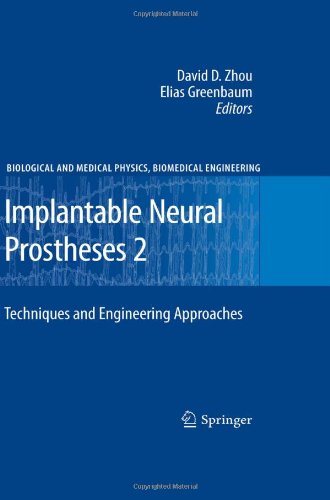 David D. Zhou
Elias Greenbaum
Editors
BIOLOGICAL AND MEDICAL PHYSICS, BIOMEDICAL ENGINEERING
Implantable Neural
Prostheses 2
Techniques and Engineering Approaches
Springer